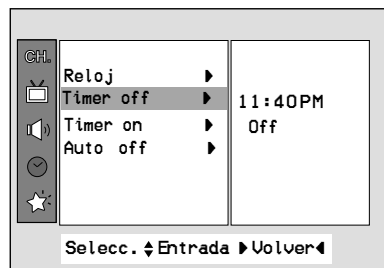 CH.
Reloj ▶
Timer off ▶
Timer on ▶
Auto off ▶
11:40PM
Off
Selecc.▲▼Entrada ▶Volver◀